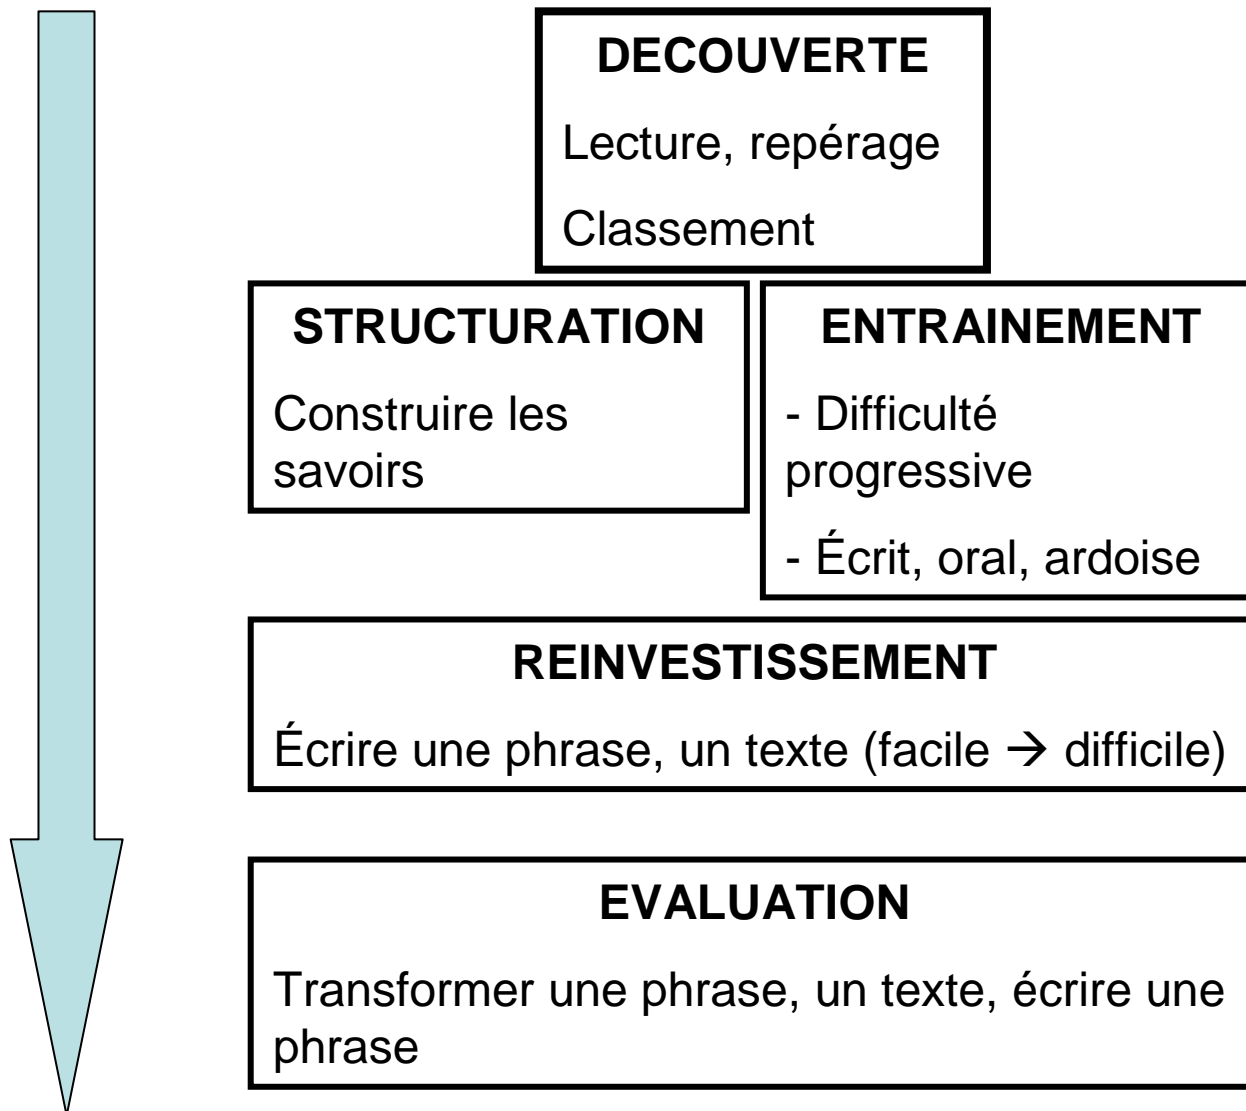 DECOUVERTE
Lecture, repérage
Classement
STRUCTURATION
Construire les
savoirs
ENTRAINEMENT
- Difficulté
progressive
- Écrit, oral, ardoise
REINVESTISSEMENT
Écrire une phrase, un texte (facile → difficile)
EVALUATION
Transformer une phrase, un texte, écrire une
phrase